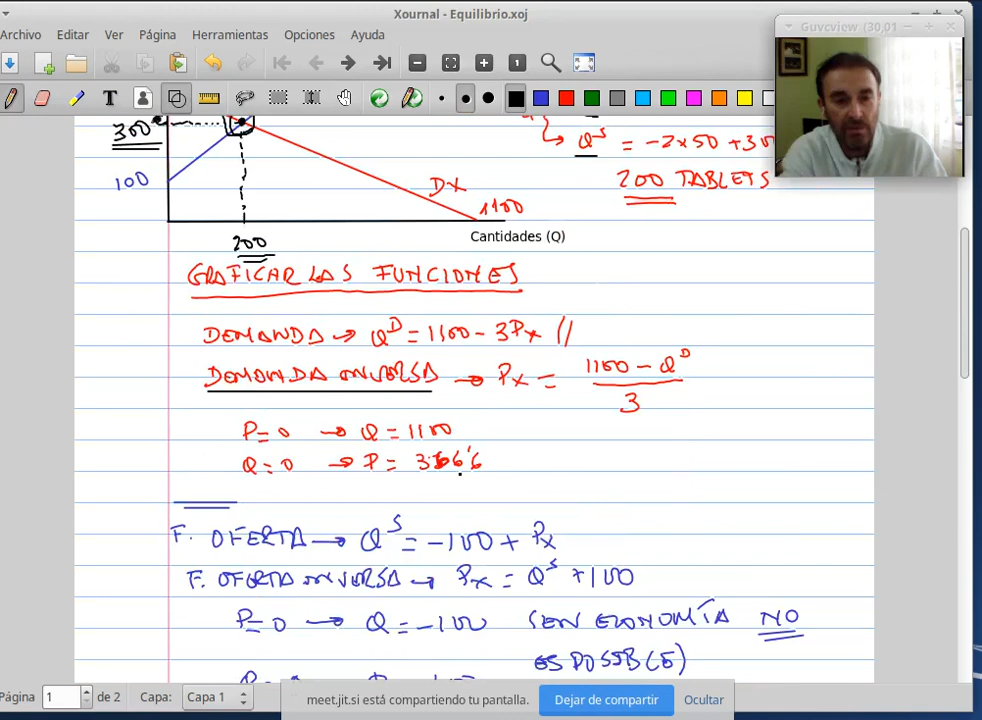 Xournal - Equilibrio.xoj
Guvcview (30,01
Archivo Editar Ver Página Herramientas Opciones Ayuda
300
100
DX
1100
200
Cantidades (Q)
Q^S = -2x50 + 300
200 TABLETS
GRAFICAR LAS FUNCIONES
DEMANDA → Q^D = 1100 - 3Px //
DEMANDA INVERSA → Px = (1100 - Q^D) / 3
P = 0 → Q = 1100
Q = 0 → P = 366'6
F. OFERTA → Q^S = -100 + Px
F. OFERTA INVERSA → Px = Q^S + 100
P = 0 → Q = -100 SEN ECONOMÍA NO
ES POSIBLE)
Página 1 de 2 Capa: Capa 1
meet.jit.si está compartiendo tu pantalla. Dejar de compartir Ocultar